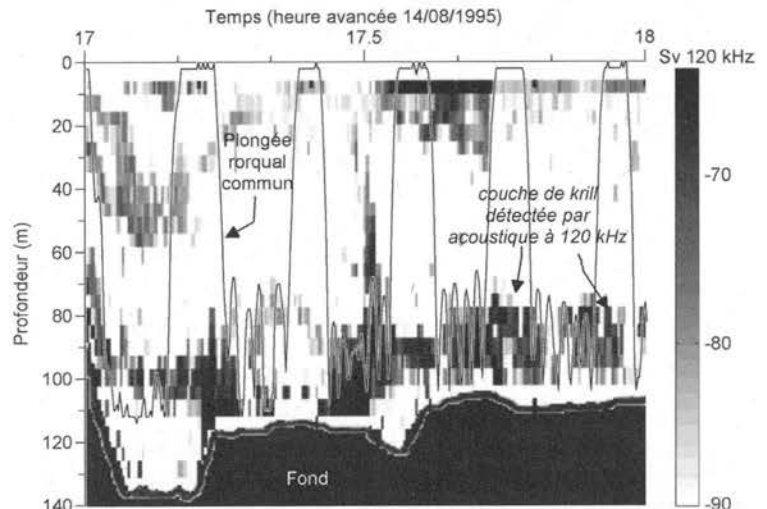 Temps (heure avancée 14/08/1995)
17
17.5
18
Sv 120 kHz
0
20
40
60
80
100
120
140
Profondeur (m)
Plongée
rorqual
commun
couche de krill
détectée par
acoustique à 120 kHz
Fond
-70
-80
-90